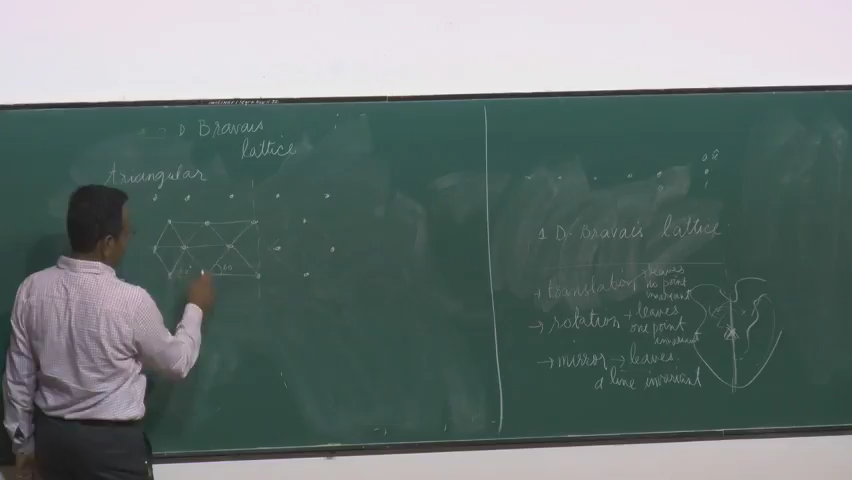 D Bravais
lattice
triangular
60
1 D Bravais lattice
→ translation → leaves
no point
invariant
→ rotation → leaves
one point
invariant
→ mirror → leaves
a line invariant